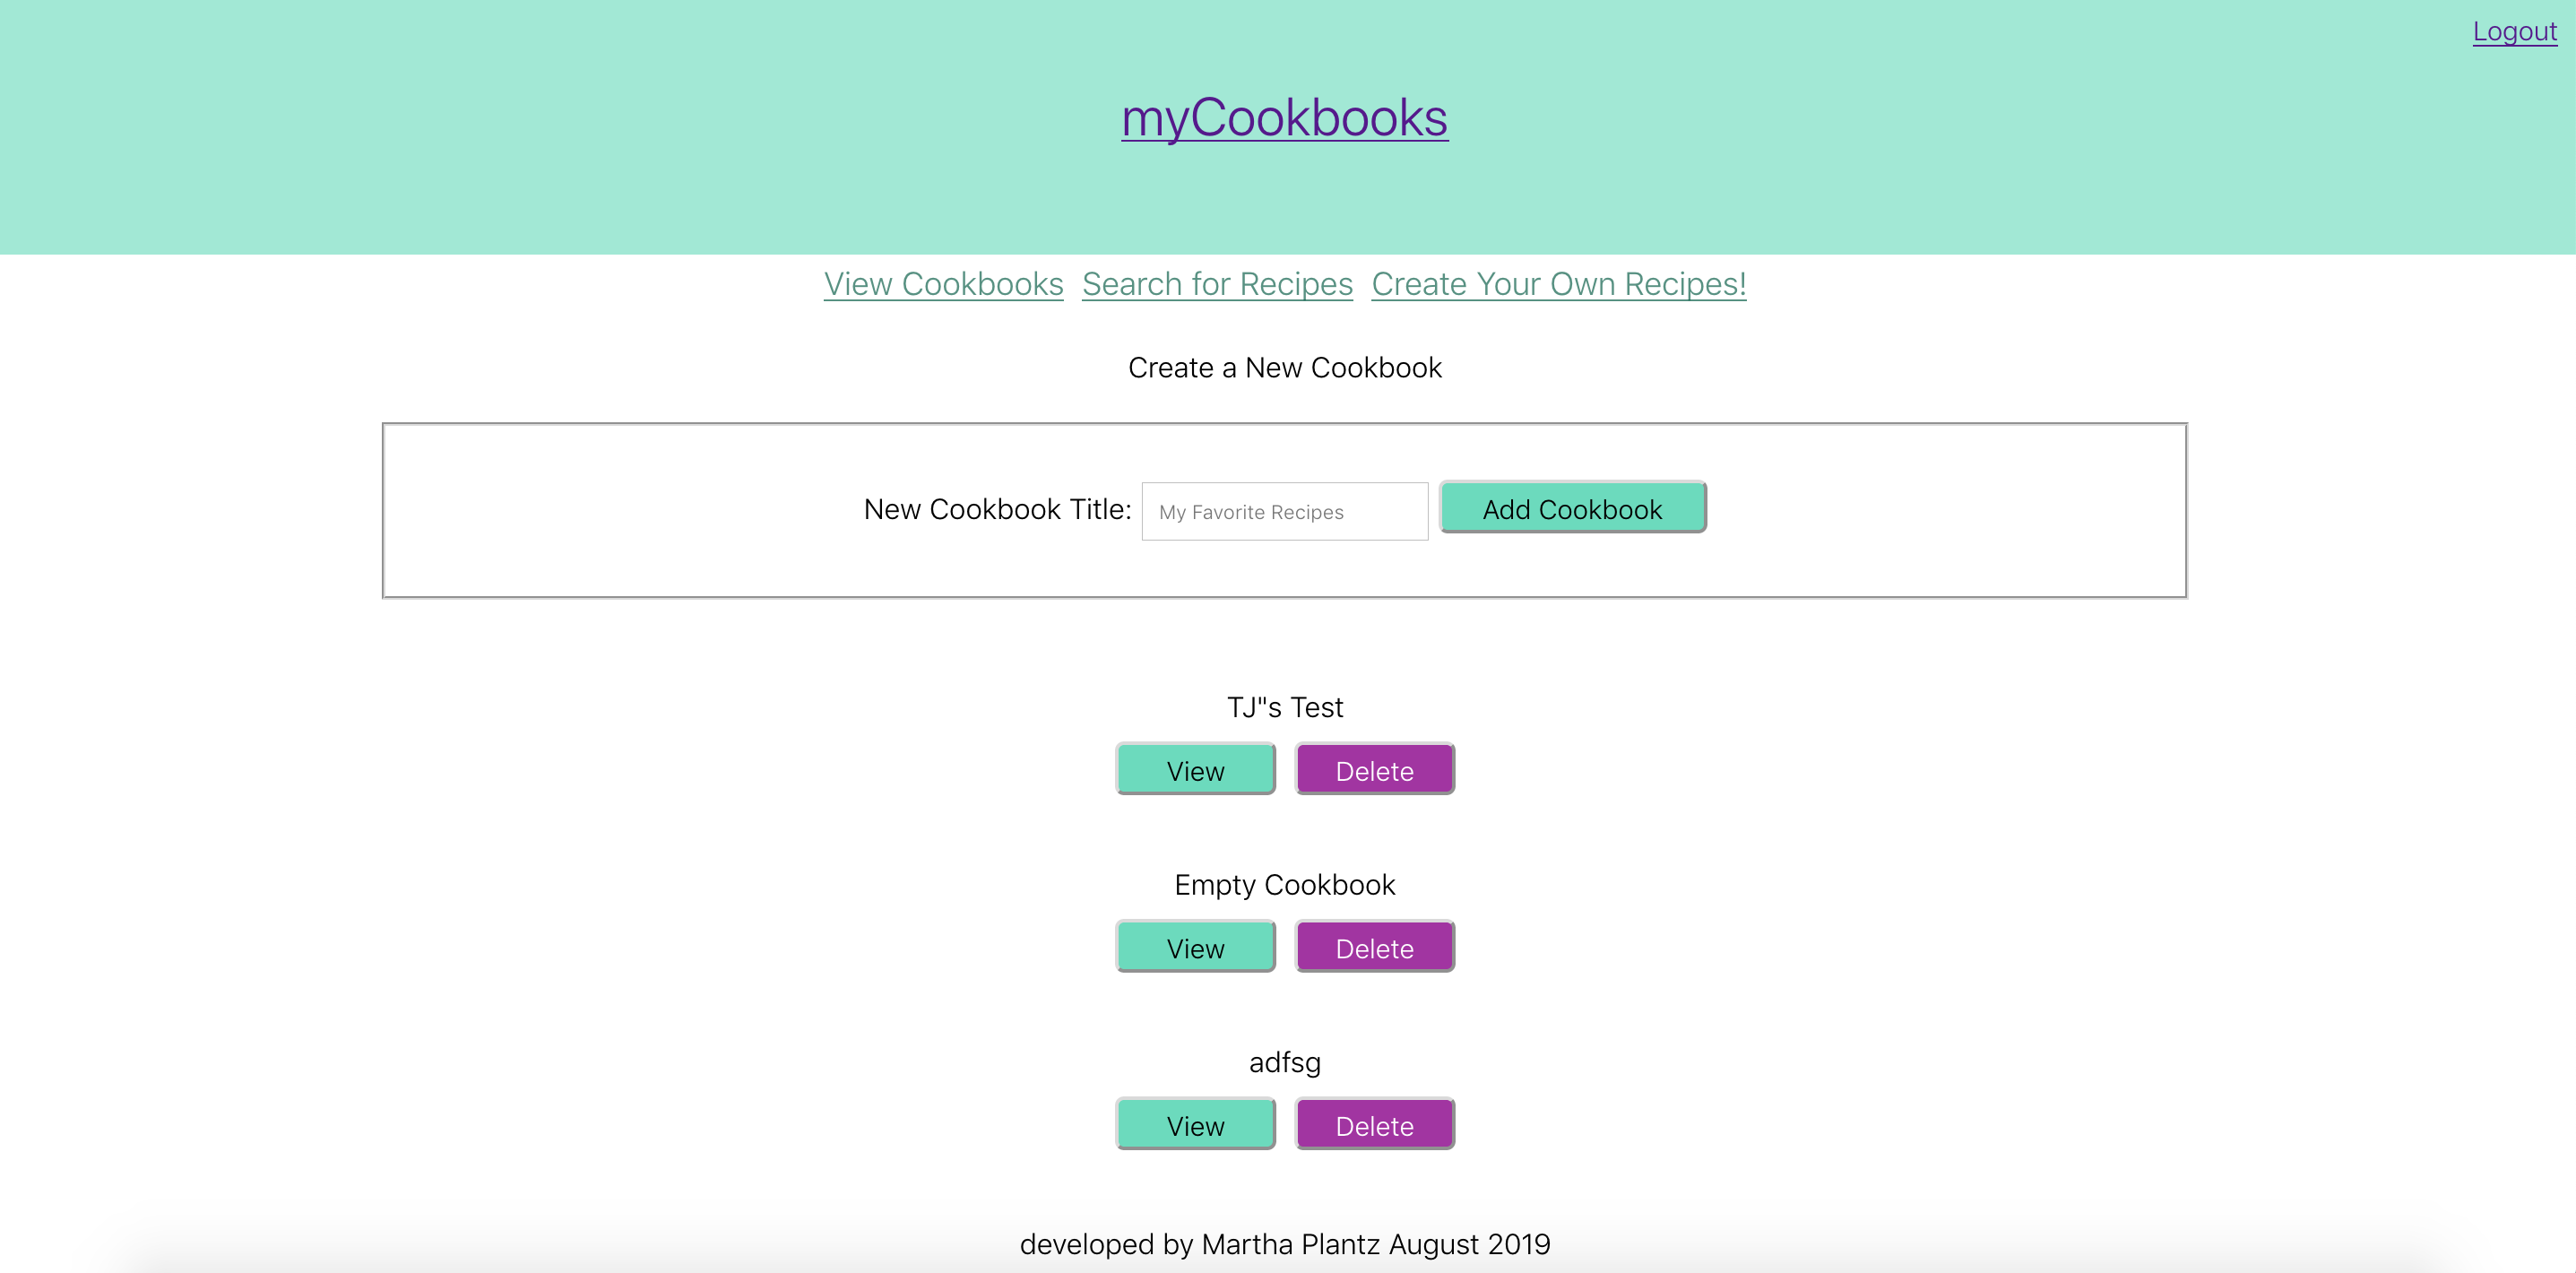 Logout
myCookbooks
View Cookbooks Search for Recipes Create Your Own Recipes!
Create a New Cookbook
New Cookbook Title: My Favorite Recipes Add Cookbook
TJ"s Test
View Delete
Empty Cookbook
View Delete
adfsg
View Delete
developed by Martha Plantz August 2019